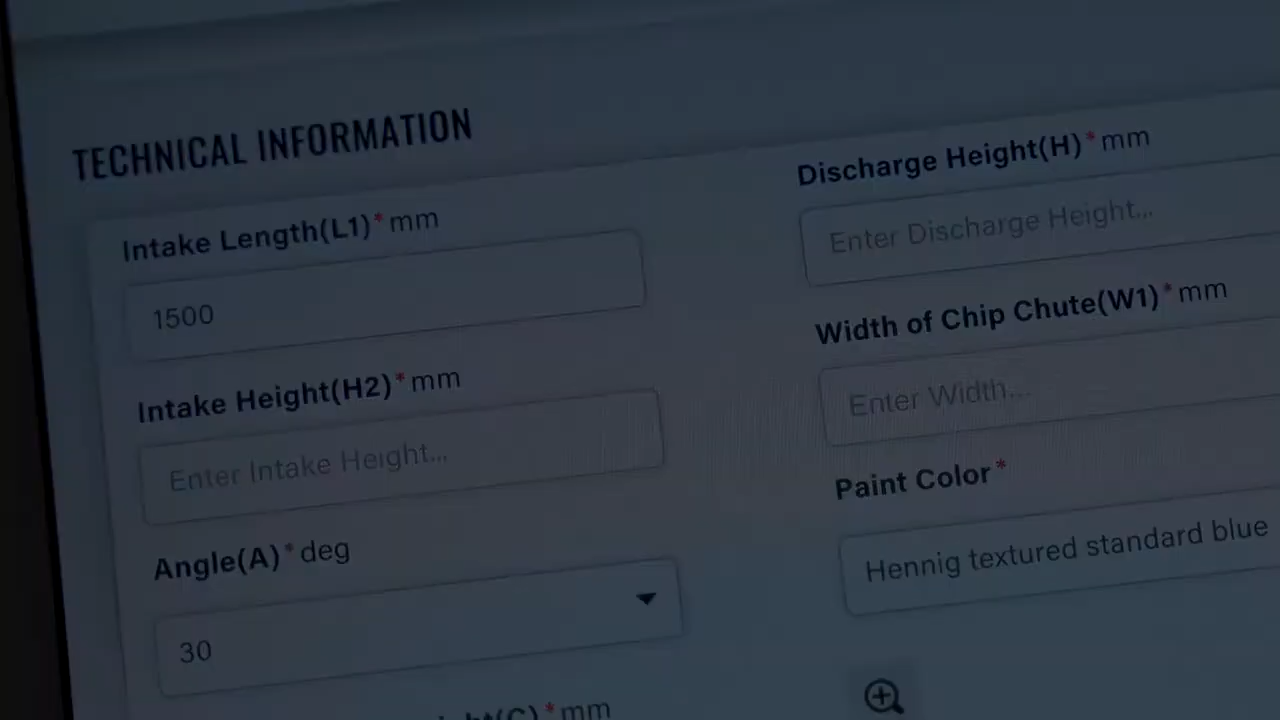 TECHNICAL INFORMATION
Intake Length(L1)* mm
1500
Intake Height(H2)* mm
Enter Intake Height...
Angle(A)* deg
30
(C)* mm
Discharge Height(H)* mm
Enter Discharge Height...
Width of Chip Chute(W1)* mm
Enter Width...
Paint Color*
Hennig textured standard blue